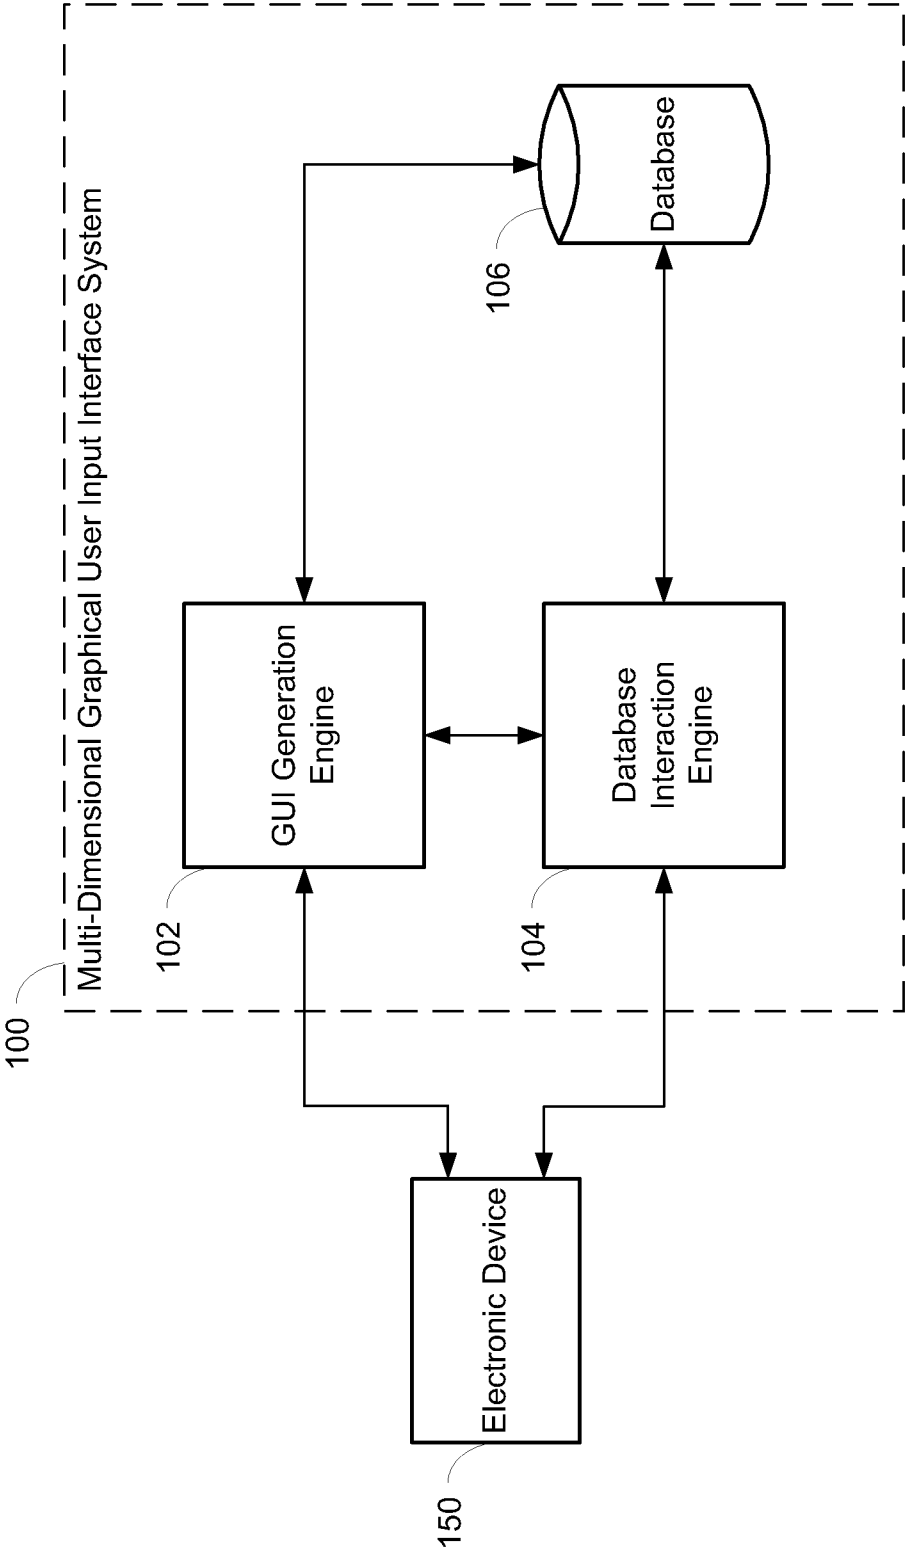 100
Multi-Dimensional Graphical User Input Interface System
102
GUI Generation
Engine
106
Database
104
Database
Interaction
Engine
150
Electronic Device